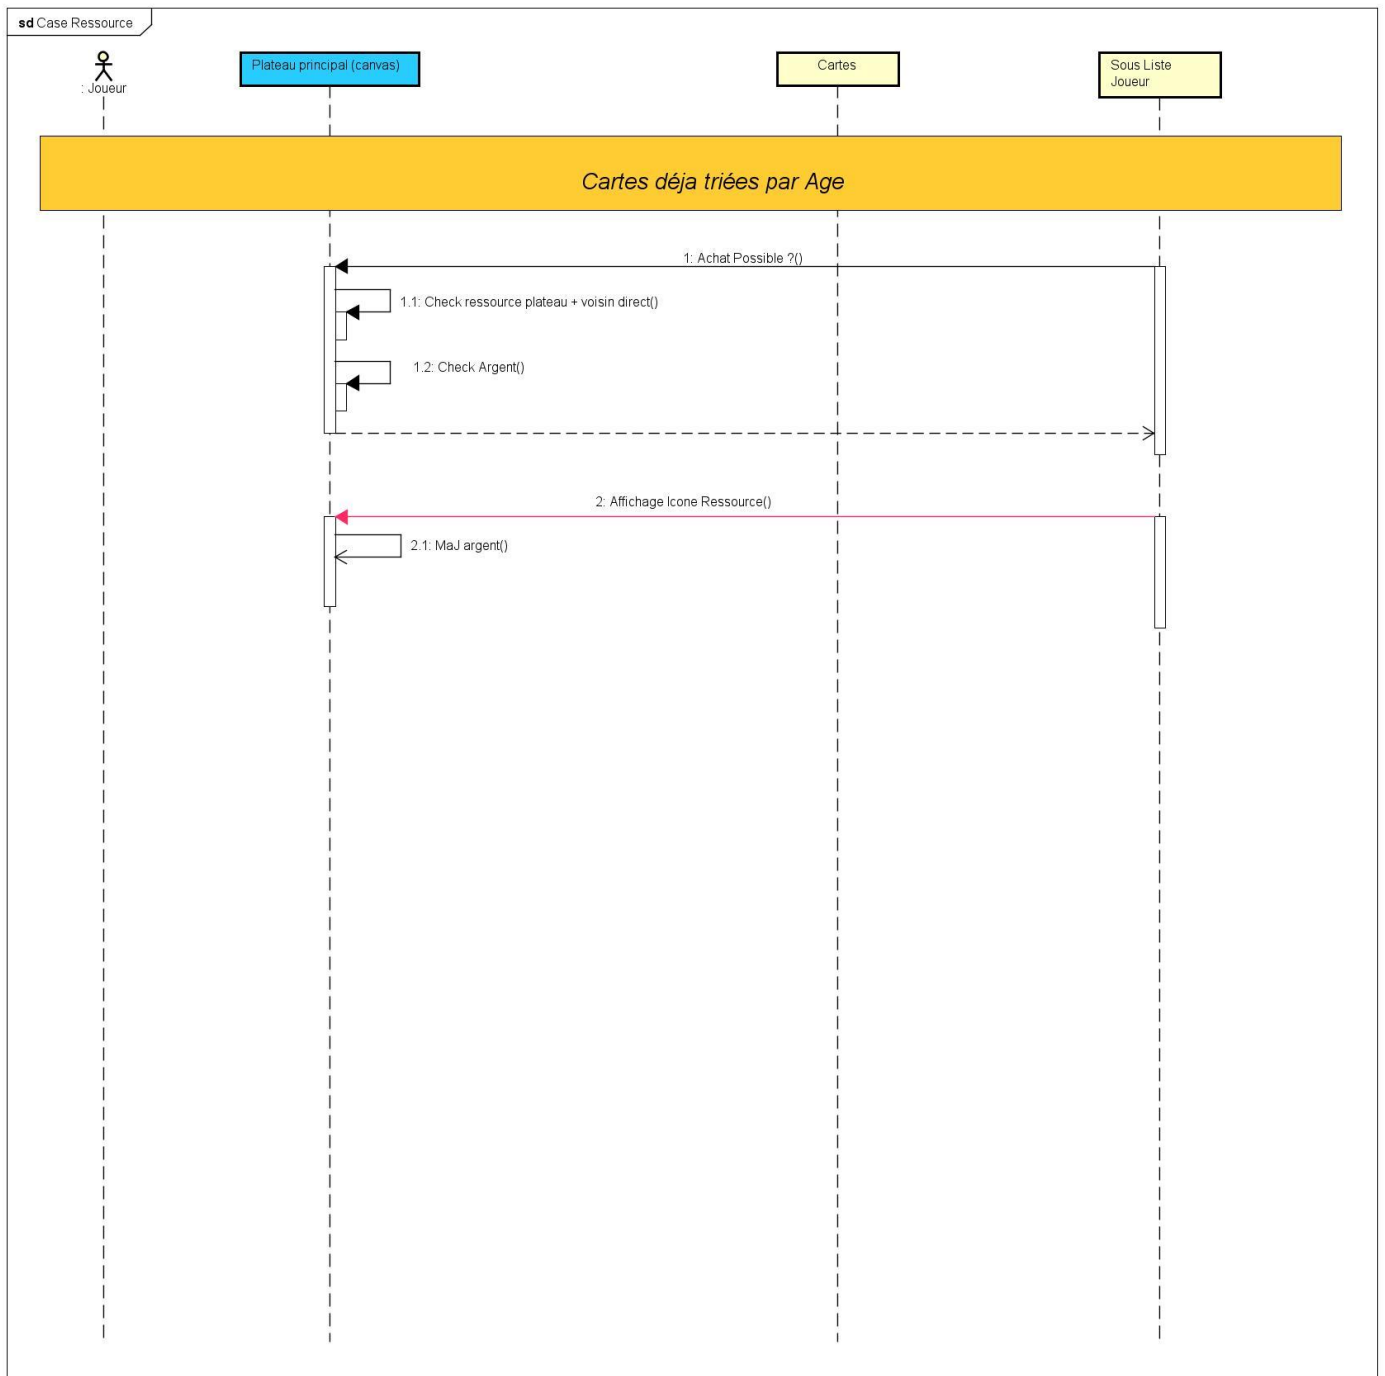 sd Case Ressource
: Joueur
Plateau principal (canvas)
Cartes
Sous Liste
Joueur
Cartes déja triées par Age
1: Achat Possible ?()
1.1: Check ressource plateau + voisin direct()
1.2: Check Argent()
2: Affichage Icone Ressource()
2.1: MaJ argent()